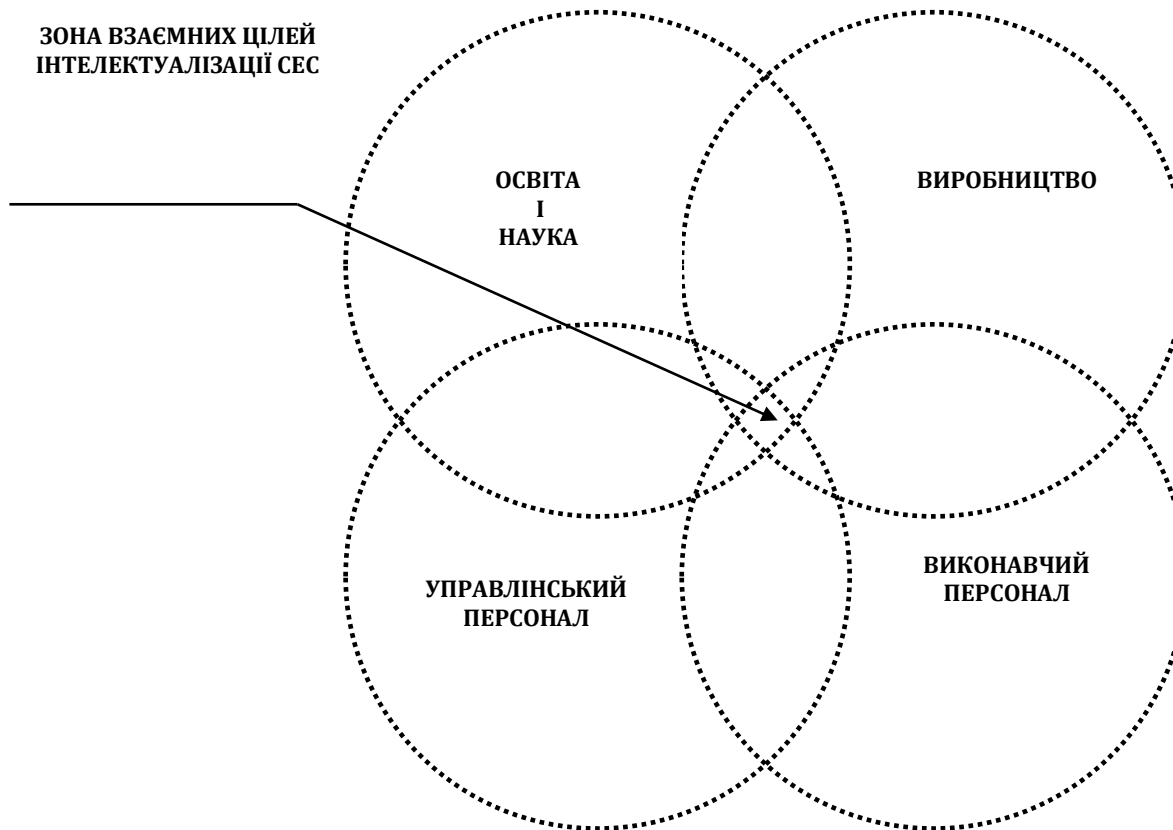 ЗОНА ВЗАЄМНИХ ЦІЛЕЙ
ІНТЕЛЕКТУАЛІЗАЦІЇ СЕС
ОСВІТА
І
НАУКА
ВИРОБНИЦТВО
УПРАВЛІНСЬКИЙ
ПЕРСОНАЛ
ВИКОНАВЧИЙ
ПЕРСОНАЛ